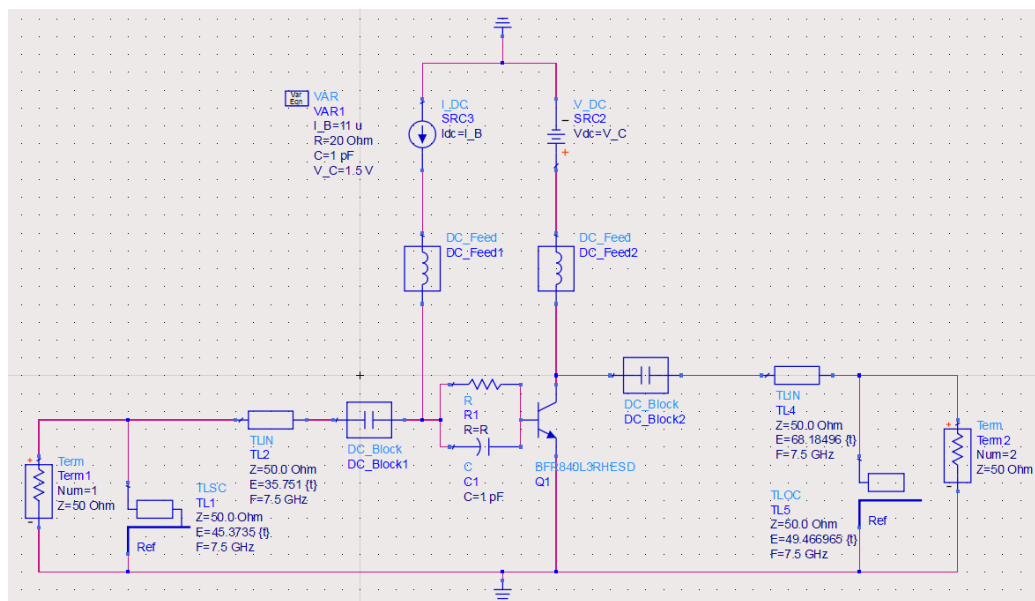 Var
Eqn
VAR
VAR1
I_B=11 u
R=20 Ohm
C=1 pF
V_C=1.5 V
I_DC
SRC3
Idc=I_B
V_DC
SRC2
Vdc=V_C
DC_Feed
DC_Feed1
DC_Feed
DC_Feed2
R
R1
R=R
C
C1
C=1 pF
BFR840L3RHESD
Q1
DC_Block
DC_Block1
DC_Block
DC_Block2
TLIN
TL2
Z=50.0 Ohm
E=35.751 {t}
F=7.5 GHz
TLIN
TL4
Z=50.0 Ohm
E=68.18496 {t}
F=7.5 GHz
Term
Term1
Num=1
Z=50 Ohm
TLSC
TL1
Z=50.0 Ohm
E=45.3735 {t}
F=7.5 GHz
Ref
TLOC
TL5
Z=50.0 Ohm
E=49.466965 {t}
F=7.5 GHz
Ref
Term
Term2
Num=2
Z=50 Ohm